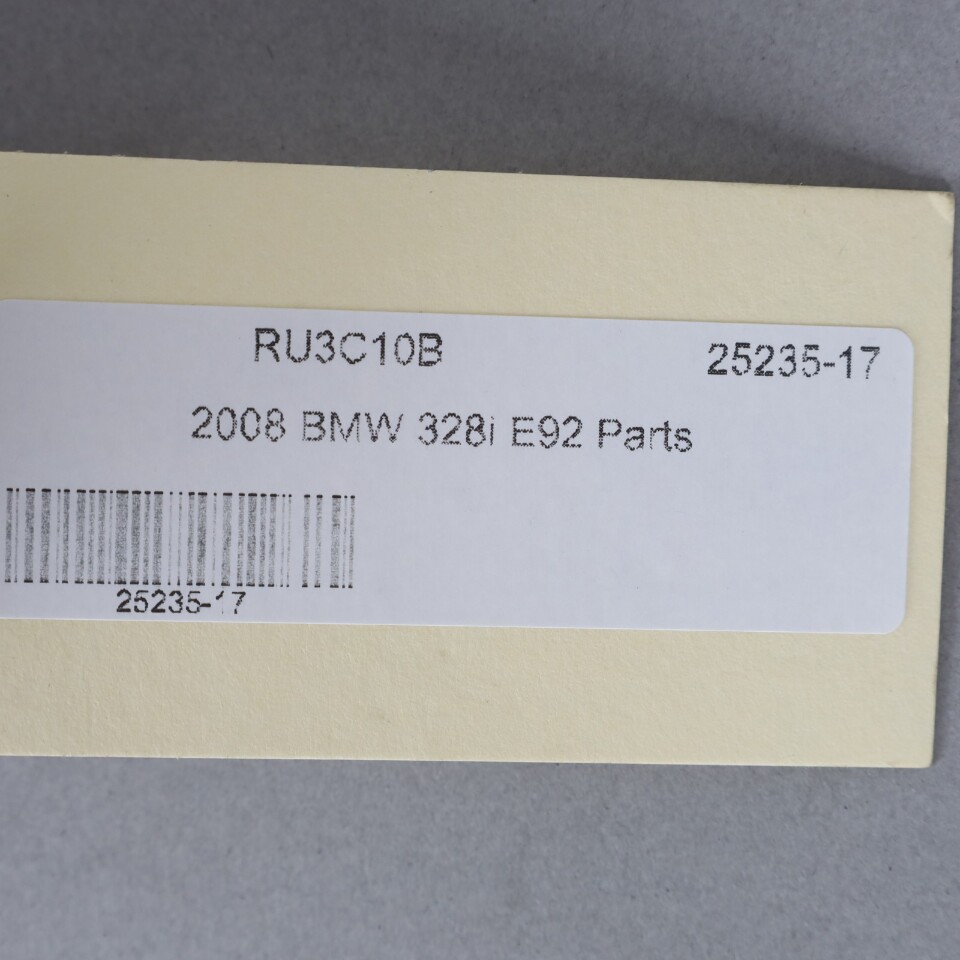 RU3C10B 25235-17
2008 BMW 328i E92 Parts
25235-17